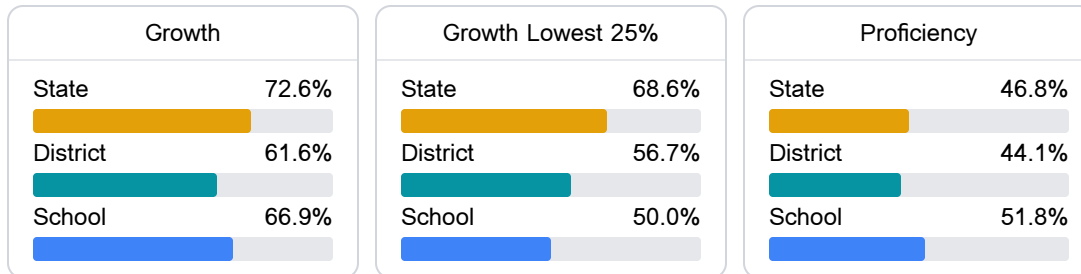 Growth
State 72.6%
District 61.6%
School 66.9%
Growth Lowest 25%
State 68.6%
District 56.7%
School 50.0%
Proficiency
State 46.8%
District 44.1%
School 51.8%